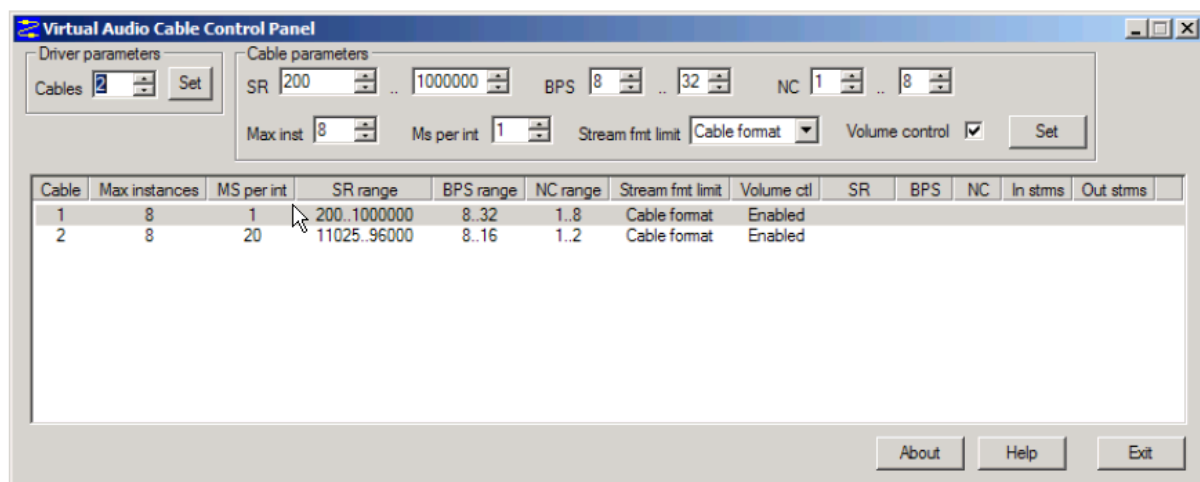 Virtual Audio Cable Control Panel
Driver parameters
Cables 2 Set
Cable parameters
SR 200 .. 1000000 BPS 8 .. 32 NC 1 .. 8
Max inst 8 Ms per int 1 Stream fmt limit Cable format Volume control Set
Cable Max instances MS per int SR range BPS range NC range Stream fmt limit Volume ctl SR BPS NC In stms Out stms
1 8 1 200..1000000 8..32 1..8 Cable format Enabled
2 8 20 11025..96000 8..16 1..2 Cable format Enabled
About Help Exit